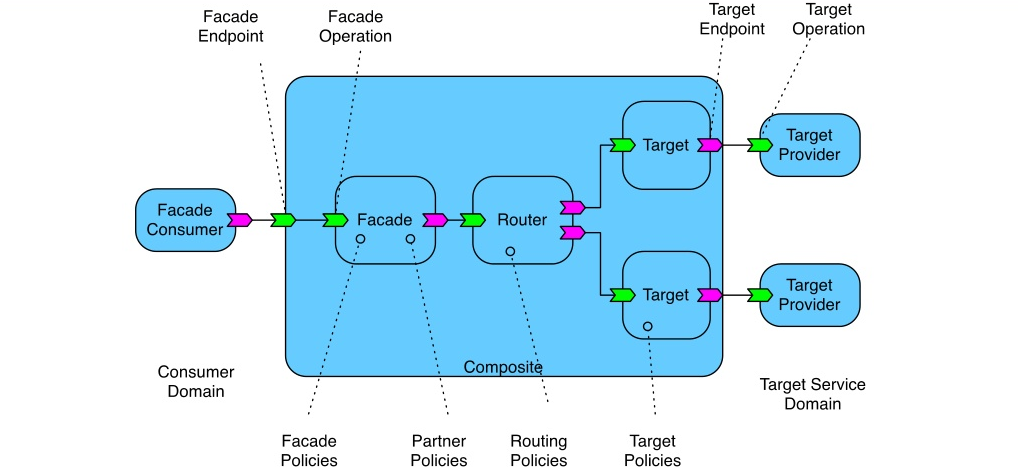 Facade
Endpoint
Facade
Operation
Target
Endpoint
Target
Operation
Target
Target
Provider
Facade
Consumer
Facade
Router
Target
Target
Provider
Composite
Consumer
Domain
Target Service
Domain
Facade
Policies
Partner
Policies
Routing
Policies
Target
Policies